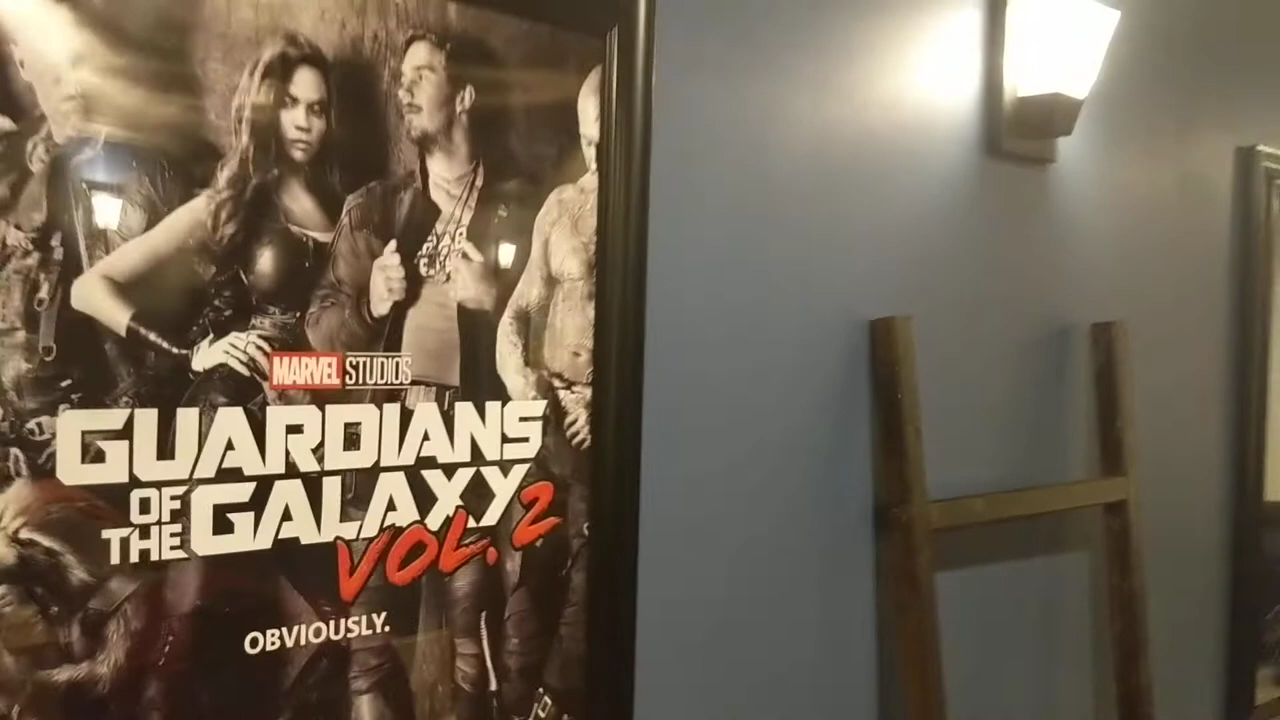 MARVEL STUDIOS
GUARDIANS
OF
THE GALAXY
VOL. 2
OBVIOUSLY.